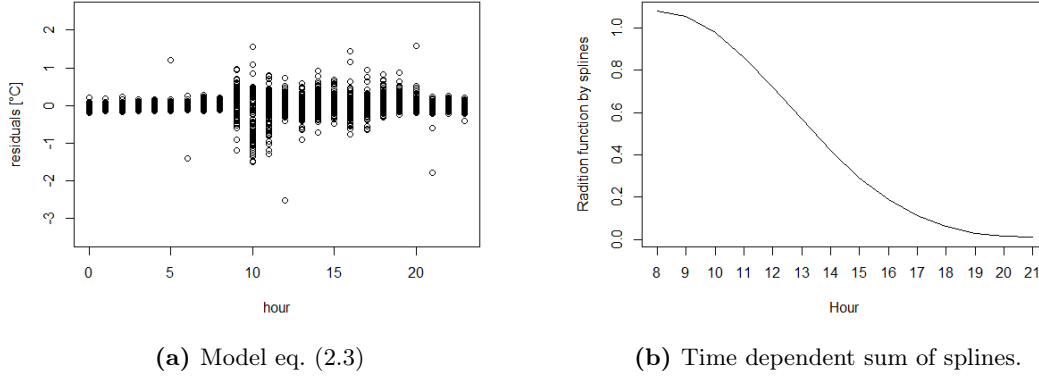 residuals [°C]
2
1
0
-1
-2
-3
0 5 10 15 20
hour
(a) Model eq. (2.3)
Radition function by splines
1.0
0.8
0.6
0.4
0.2
0.0
8 9 10 11 12 13 14 15 16 17 18 19 20 21
Hour
(b) Time dependent sum of splines.